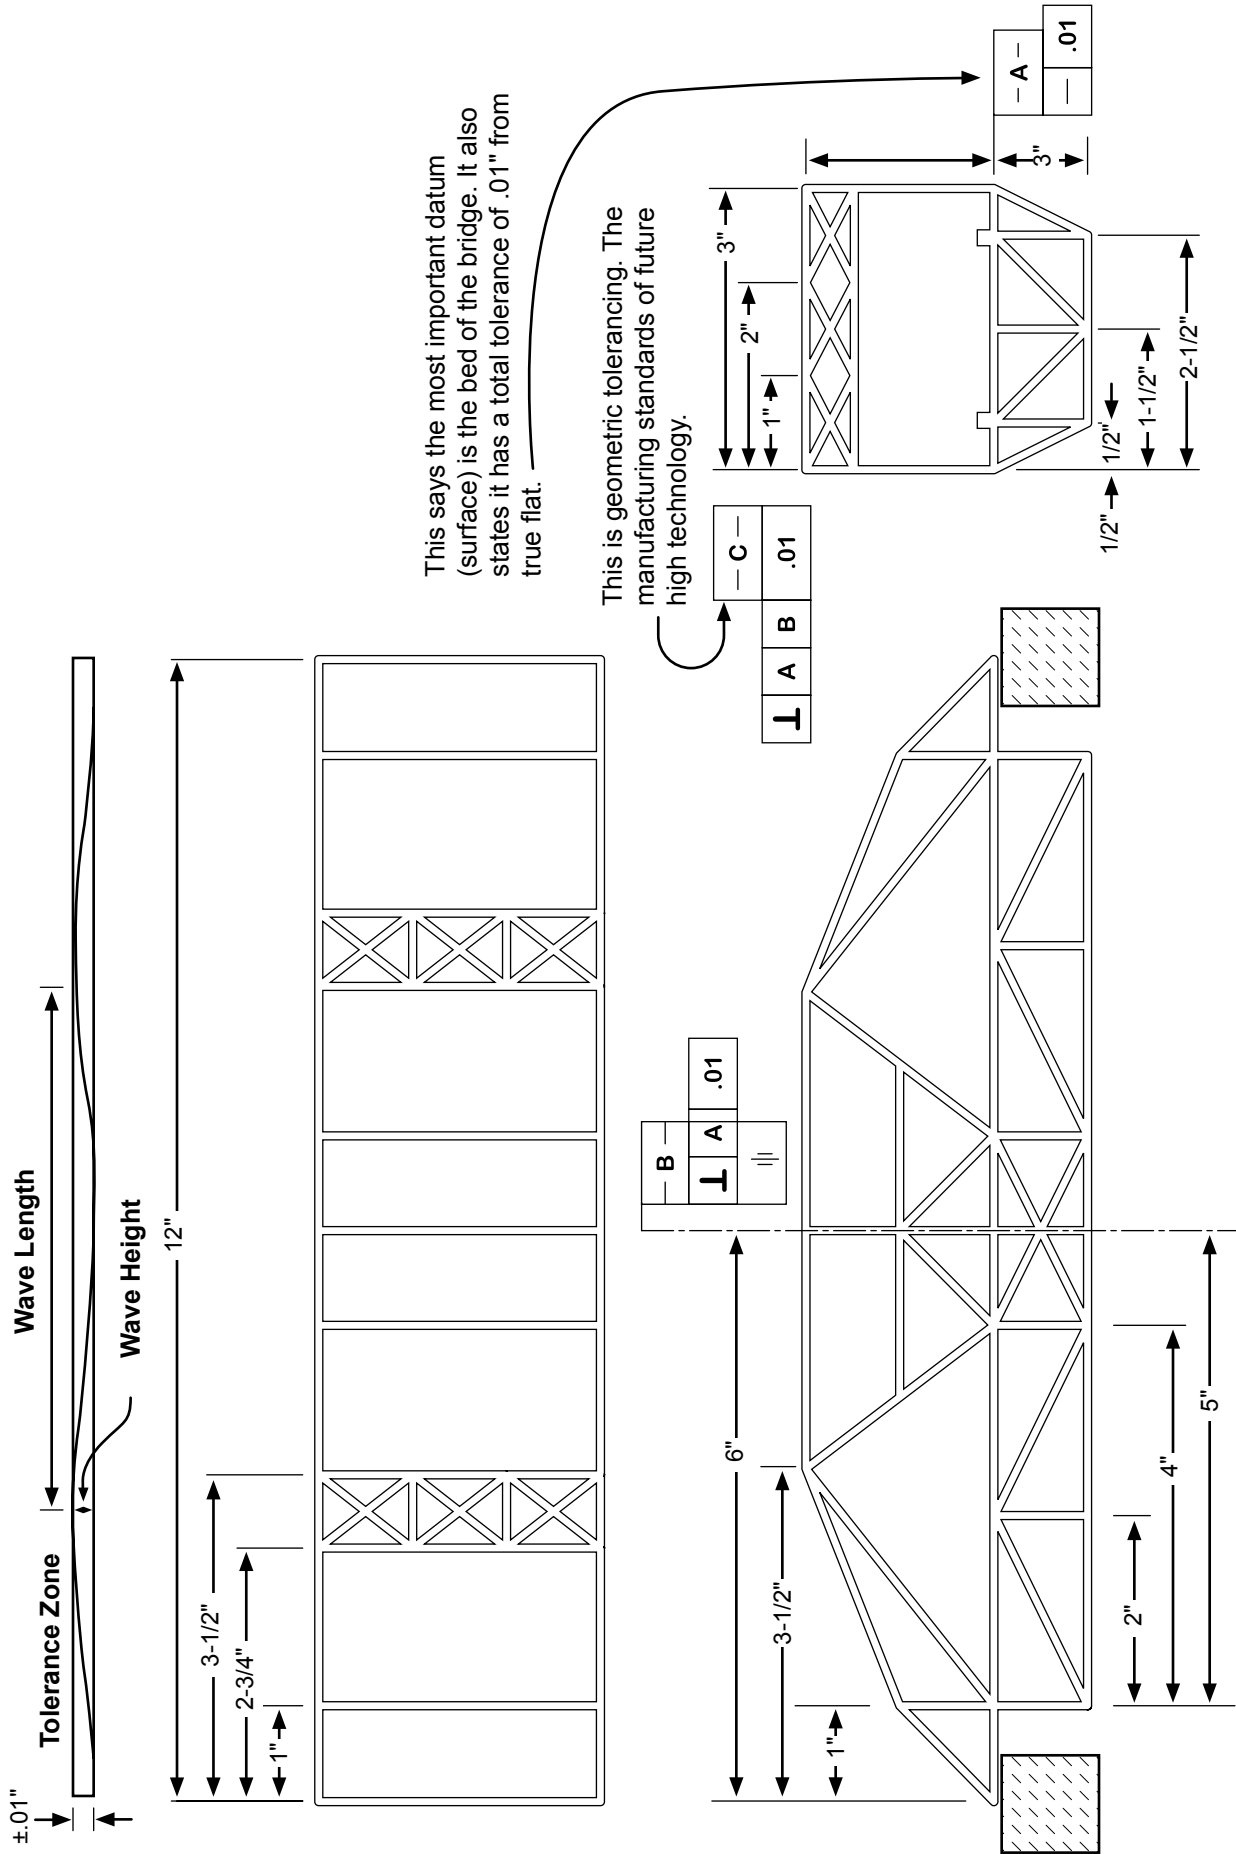 ±.01"
Tolerance Zone
Wave Length
Wave Height
12"
3-1/2"
2-3/4"
1"
This says the most important datum
(surface) is the bed of the bridge. It also
states it has a total tolerance of .01" from
true flat.
This is geometric tolerancing. The
manufacturing standards of future
high technology.
– B –
⊥ A .01
– C –
⊥ A B .01
– A –
— .01
6"
3-1/2"
1"
2"
4"
5"
3"
2"
1"
3"
1/2"
1/2"
1-1/2"
2-1/2"